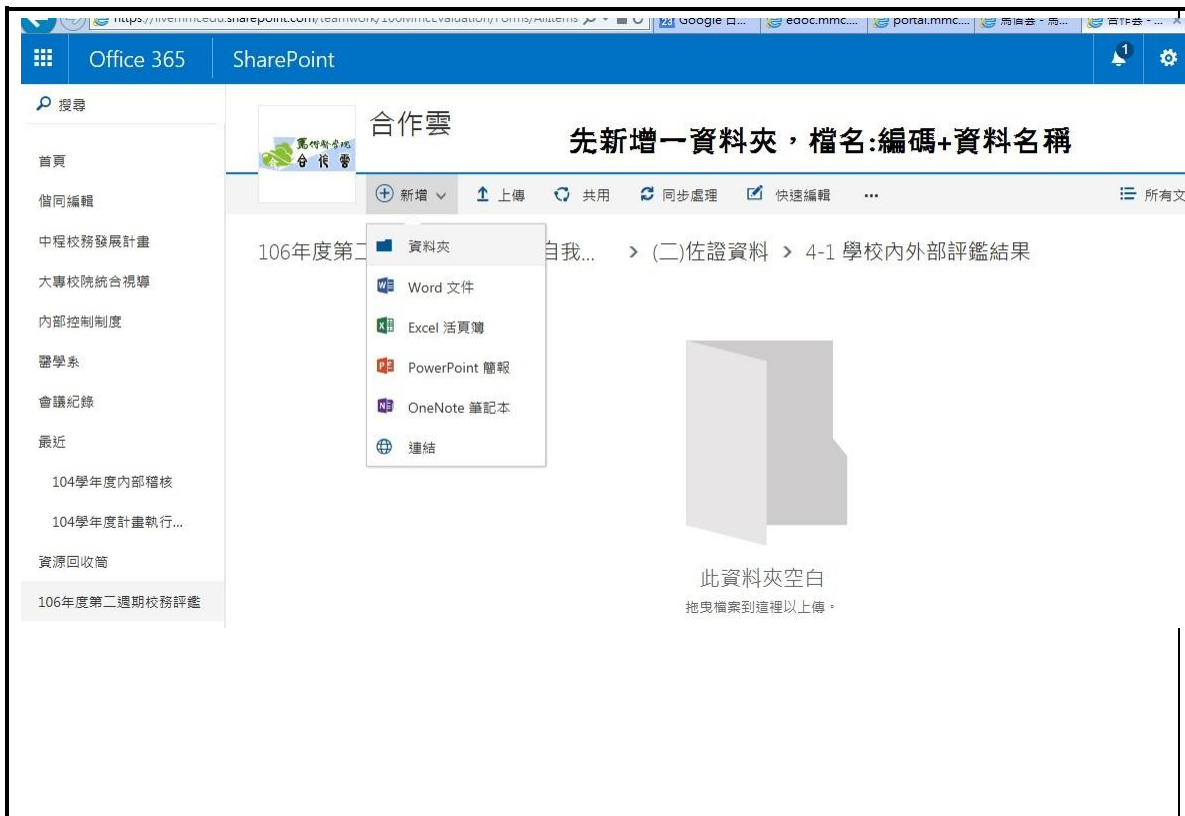 Google 日...
edoc.mmc....
portal.mmc....
Office 365
SharePoint
1
搜尋
合作雲
先新增一資料夾，檔名:編碼+資料名稱
首頁
偕同編輯
中程校務發展計畫
大專校院統合視導
內部控制制度
醫學系
會議紀錄
最近
104學年度內部稽核
104學年度計畫執行...
資源回收筒
106年度第二週期校務評鑑
新增
上傳
共用
同步處理
快速編輯
...
所有文
106年度第二
自我...
> (二)佐證資料 > 4-1 學校內外部評鑑結果
資料夾
Word 文件
Excel 活頁簿
PowerPoint 簡報
OneNote 筆記本
連結
此資料夾空白
拖曳檔案到這裡以上傳。